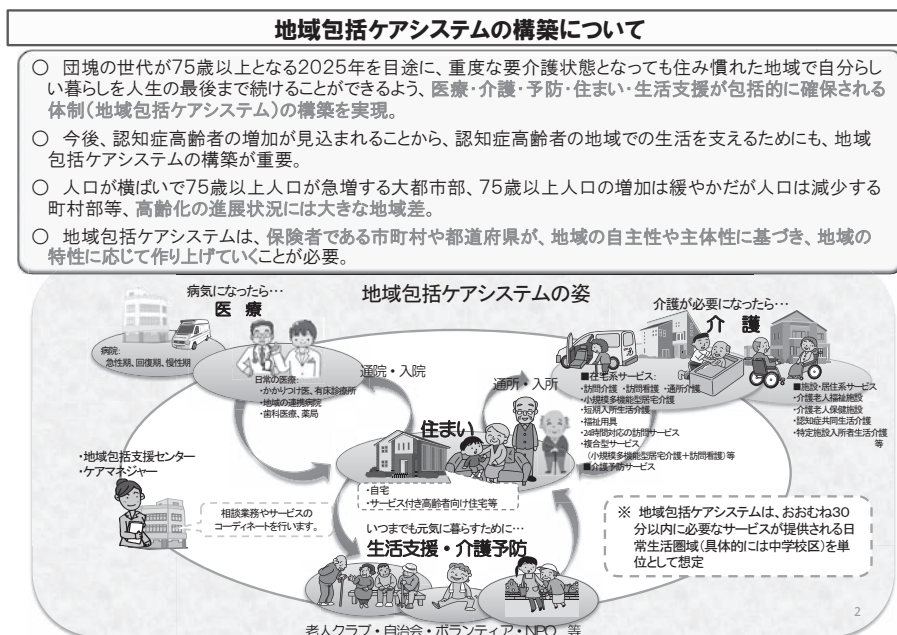 地域包括ケアシステムの構築について
○ 団塊の世代が75歳以上となる2025年を目途に、重度な要介護状態となっても住み慣れた地域で自分らし
い暮らしを人生の最後まで続けることができるよう、医療・介護・予防・住まい・生活支援が包括的に確保される
体制(地域包括ケアシステム)の構築を実現。
○ 今後、認知症高齢者の増加が見込まれることから、認知症高齢者の地域での生活を支えるためにも、地域
包括ケアシステムの構築が重要。
○ 人口が横ばいで75歳以上人口が急増する大都市部、75歳以上人口の増加は緩やかだが人口は減少する
町村部等、高齢化の進展状況には大きな地域差。
○ 地域包括ケアシステムは、保険者である市町村や都道府県が、地域の自主性や主体性に基づき、地域の
特性に応じて作り上げていくことが必要。
地域包括ケアシステムの姿
病気になったら…
医 療
病院:
急性期、回復期、慢性期
日常の医療:
・かかりつけ医、有床診療所
・地域の連携病院
・歯科医療、薬局
通院・入院
通所・入所
介護が必要になったら…
介 護
■在宅系サービス:
・訪問介護 ・訪問看護 ・通所介護
・小規模多機能型居宅介護
・短期入所生活介護
・福祉用具
・24時間対応の訪問サービス
・複合型サービス
(小規模多機能型居宅介護+訪問看護)等
■介護予防サービス
■施設・居住系サービス
・介護老人福祉施設
・介護老人保健施設
・認知症共同生活介護
・特定施設入所者生活介護
等
住まい
・自宅
・サービス付き高齢者向け住宅等
・地域包括支援センター
・ケアマネジャー
相談業務やサービスの
コーディネートを行います。
いつまでも元気に暮らすために…
生活支援・介護予防
老人クラブ・自治会・ボランティア・NPO 等
※ 地域包括ケアシステムは、おおむね30
分以内に必要なサービスが提供される日
常生活圏域(具体的には中学校区)を単
位として想定
2